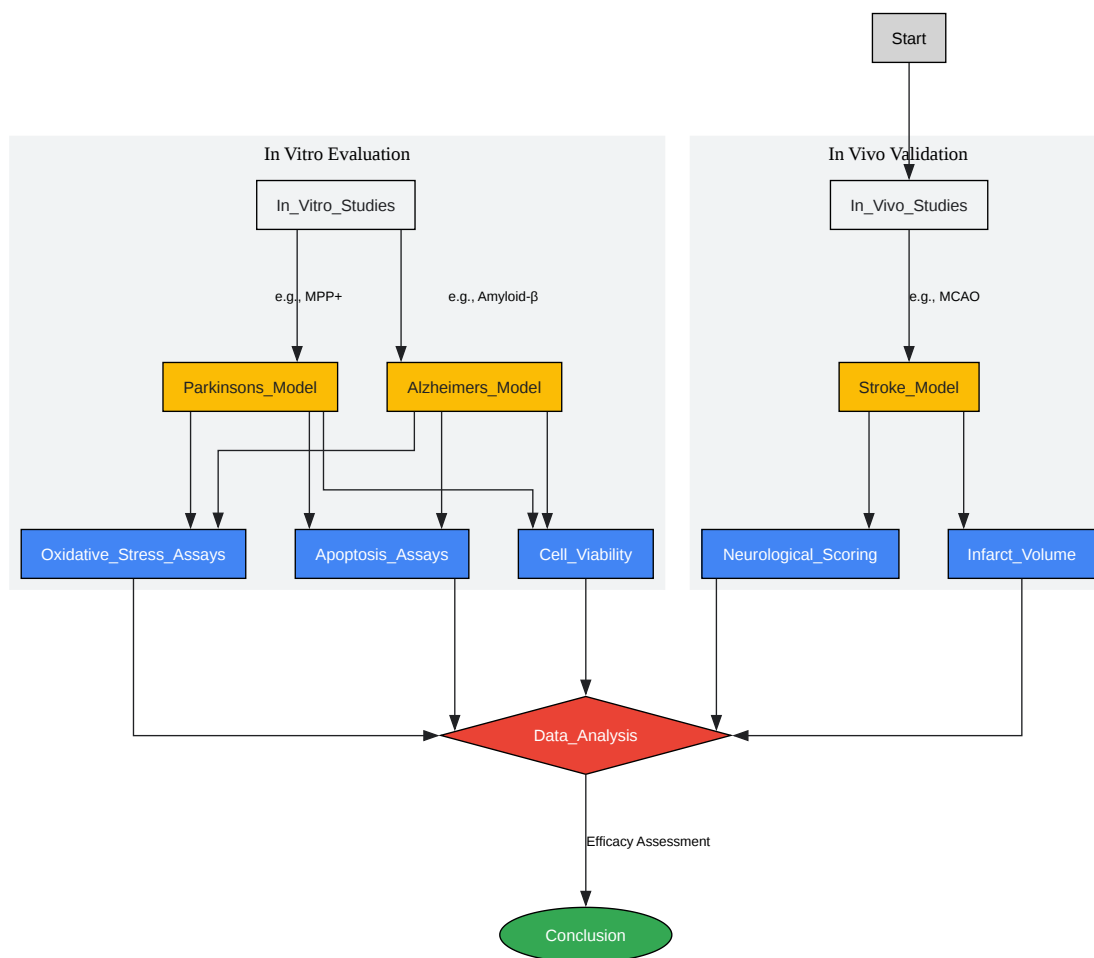 Start
In Vitro Evaluation
In Vivo Validation
In_Vitro_Studies
In_Vivo_Studies
e.g., MPP+
e.g., Amyloid-β
e.g., MCAO
Parkinsons_Model
Alzheimers_Model
Stroke_Model
Oxidative_Stress_Assays
Apoptosis_Assays
Cell_Viability
Neurological_Scoring
Infarct_Volume
Data_Analysis
Efficacy Assessment
Conclusion